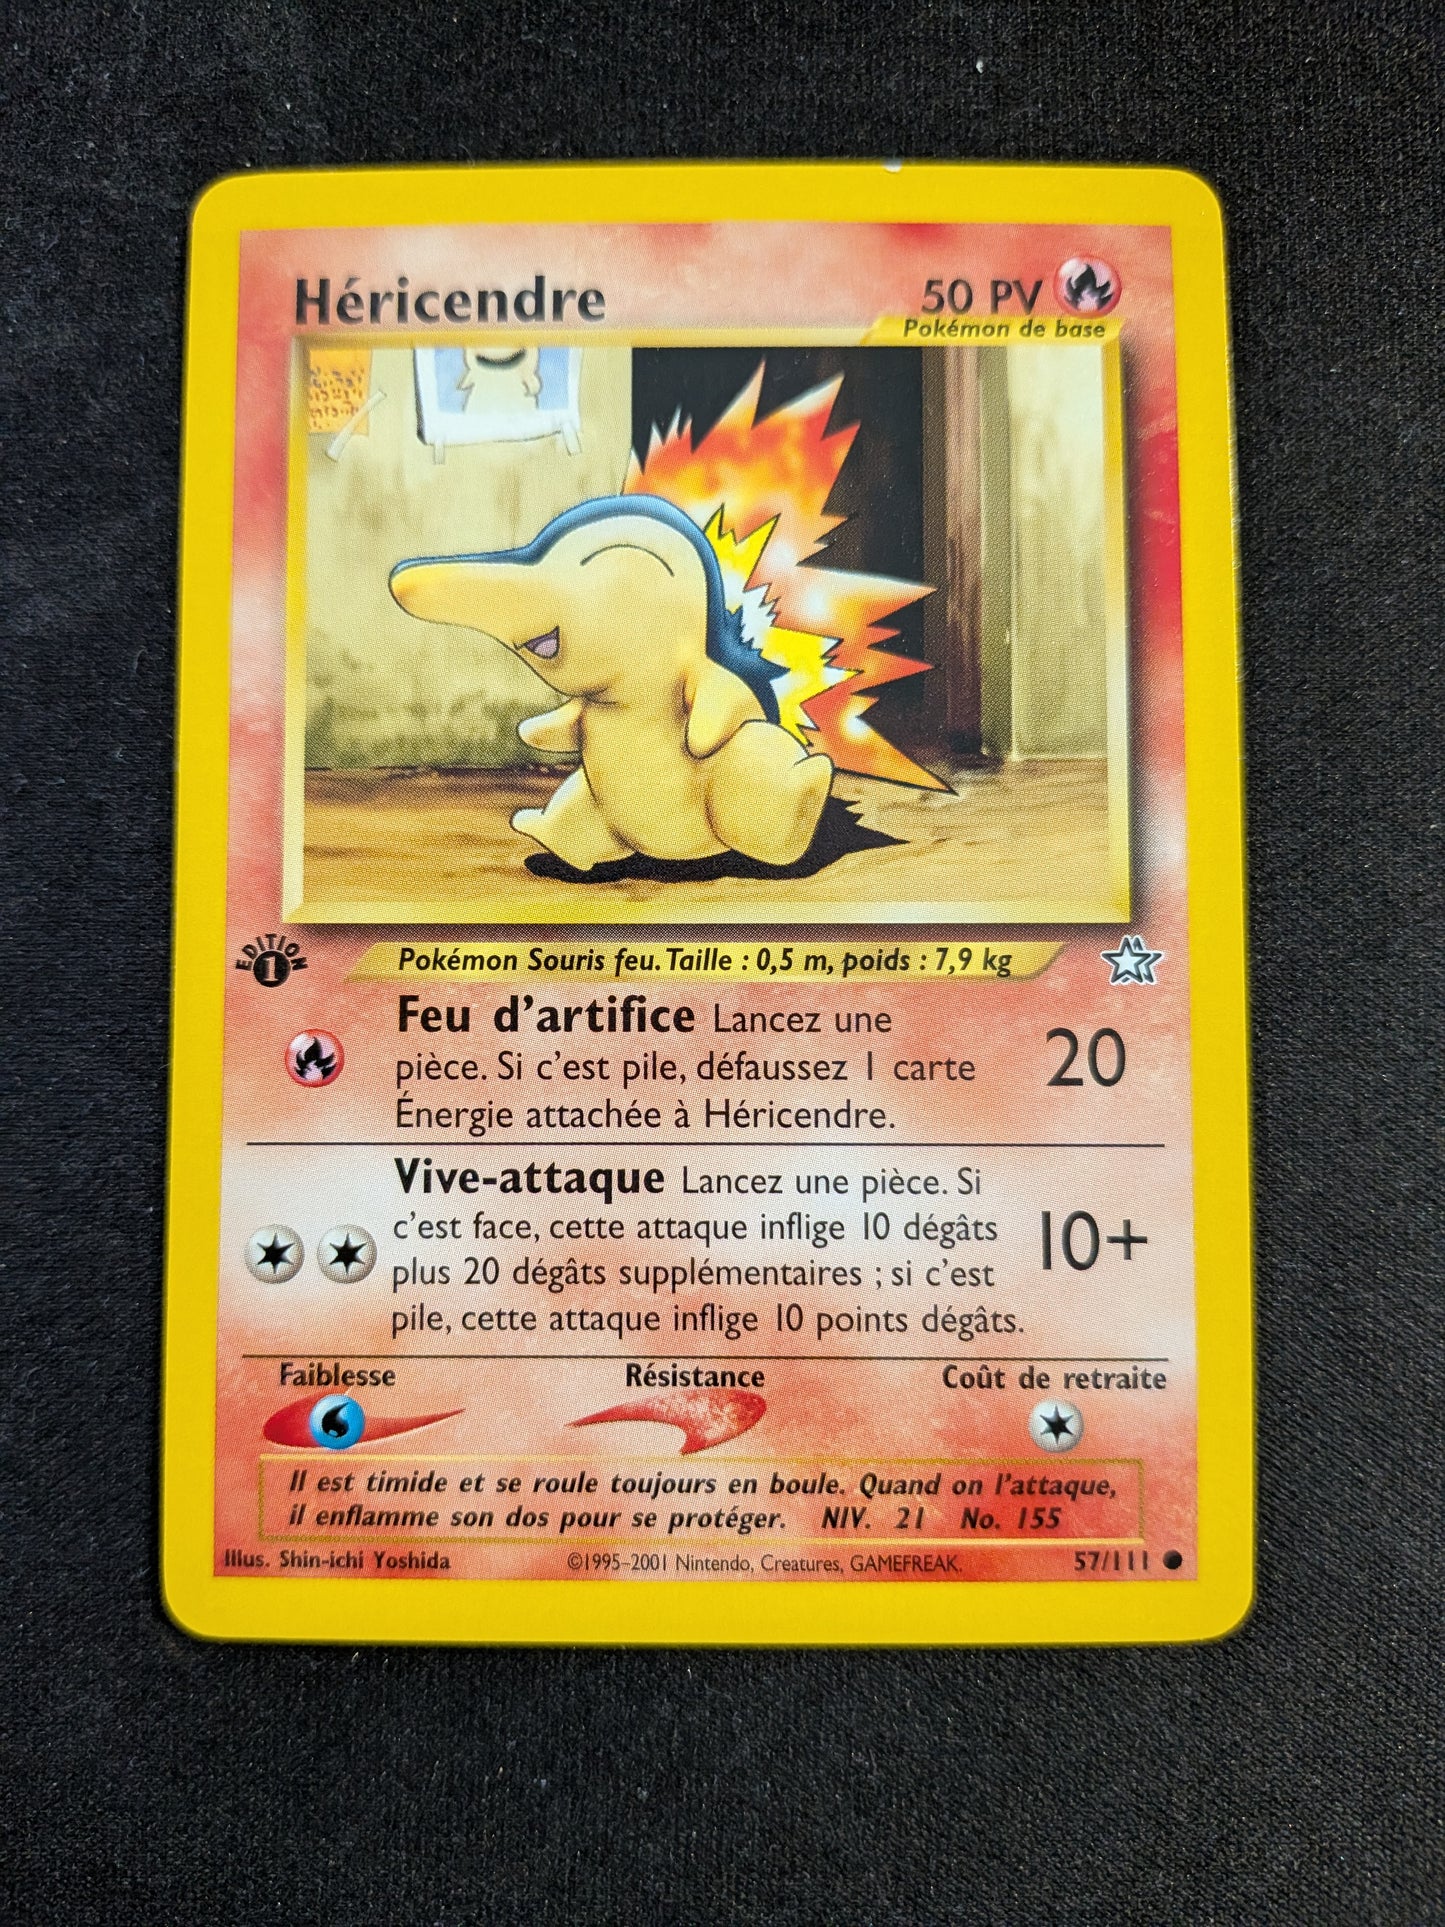 Héricendre
50 PV
Pokémon de base
EDITION
1
Pokémon Souris feu. Taille : 0,5 m, poids : 7,9 kg
Feu d'artifice Lancez une
pièce. Si c'est pile, défaussez 1 carte
Énergie attachée à Héricendre.
20
Vive-attaque Lancez une pièce. Si
c'est face, cette attaque inflige 10 dégâts
plus 20 dégâts supplémentaires ; si c'est
pile, cette attaque inflige 10 points dégâts.
10+
Faiblesse
Résistance
Coût de retraite
Il est timide et se roule toujours en boule. Quand on l'attaque,
il enflamme son dos pour se protéger. NIV. 21 No. 155
Illus. Shin-ichi Yoshida
©1995-2001 Nintendo, Creatures, GAMEFREAK.
57/111